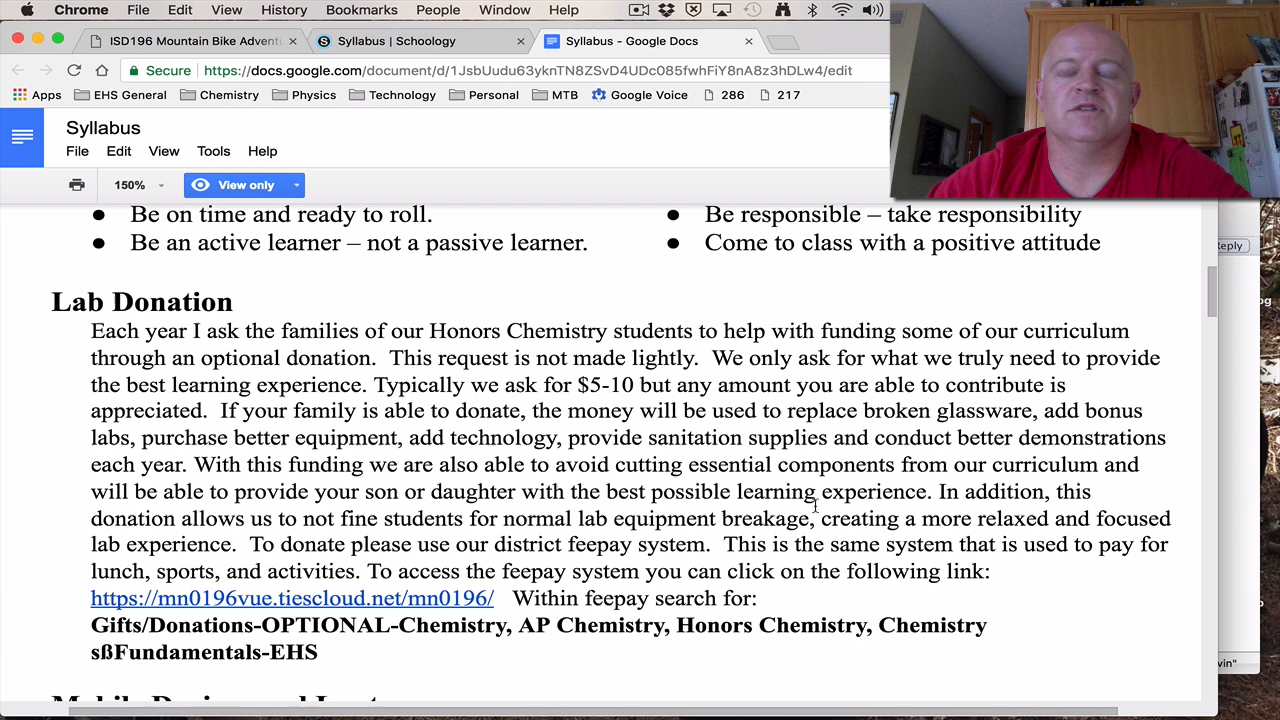 Chrome File Edit View History Bookmarks People Window Help
ISD196 Mountain Bike Advent
Syllabus | Schoology
Syllabus - Google Docs
Secure https://docs.google.com/document/d/1JsbUudu63yknTN8ZSvD4UDc085fwhFiY8nA8z3hDLw4/edit
Apps EHS General Chemistry Physics Technology Personal MTB Google Voice 286 217
Syllabus
File Edit View Tools Help
150% View only
● Be on time and ready to roll.
● Be an active learner – not a passive learner.
● Be responsible – take responsibility
● Come to class with a positive attitude
Reply
Lab Donation
Each year I ask the families of our Honors Chemistry students to help with funding some of our curriculum
through an optional donation. This request is not made lightly. We only ask for what we truly need to provide
the best learning experience. Typically we ask for $5-10 but any amount you are able to contribute is
appreciated. If your family is able to donate, the money will be used to replace broken glassware, add bonus
labs, purchase better equipment, add technology, provide sanitation supplies and conduct better demonstrations
each year. With this funding we are also able to avoid cutting essential components from our curriculum and
will be able to provide your son or daughter with the best possible learning experience. In addition, this
donation allows us to not fine students for normal lab equipment breakage, creating a more relaxed and focused
lab experience. To donate please use our district feepay system. This is the same system that is used to pay for
lunch, sports, and activities. To access the feepay system you can click on the following link:
https://mn0196vue.tiescloud.net/mn0196/ Within feepay search for:
Gifts/Donations-OPTIONAL-Chemistry, AP Chemistry, Honors Chemistry, Chemistry
sßFundamentals-EHS
vin"